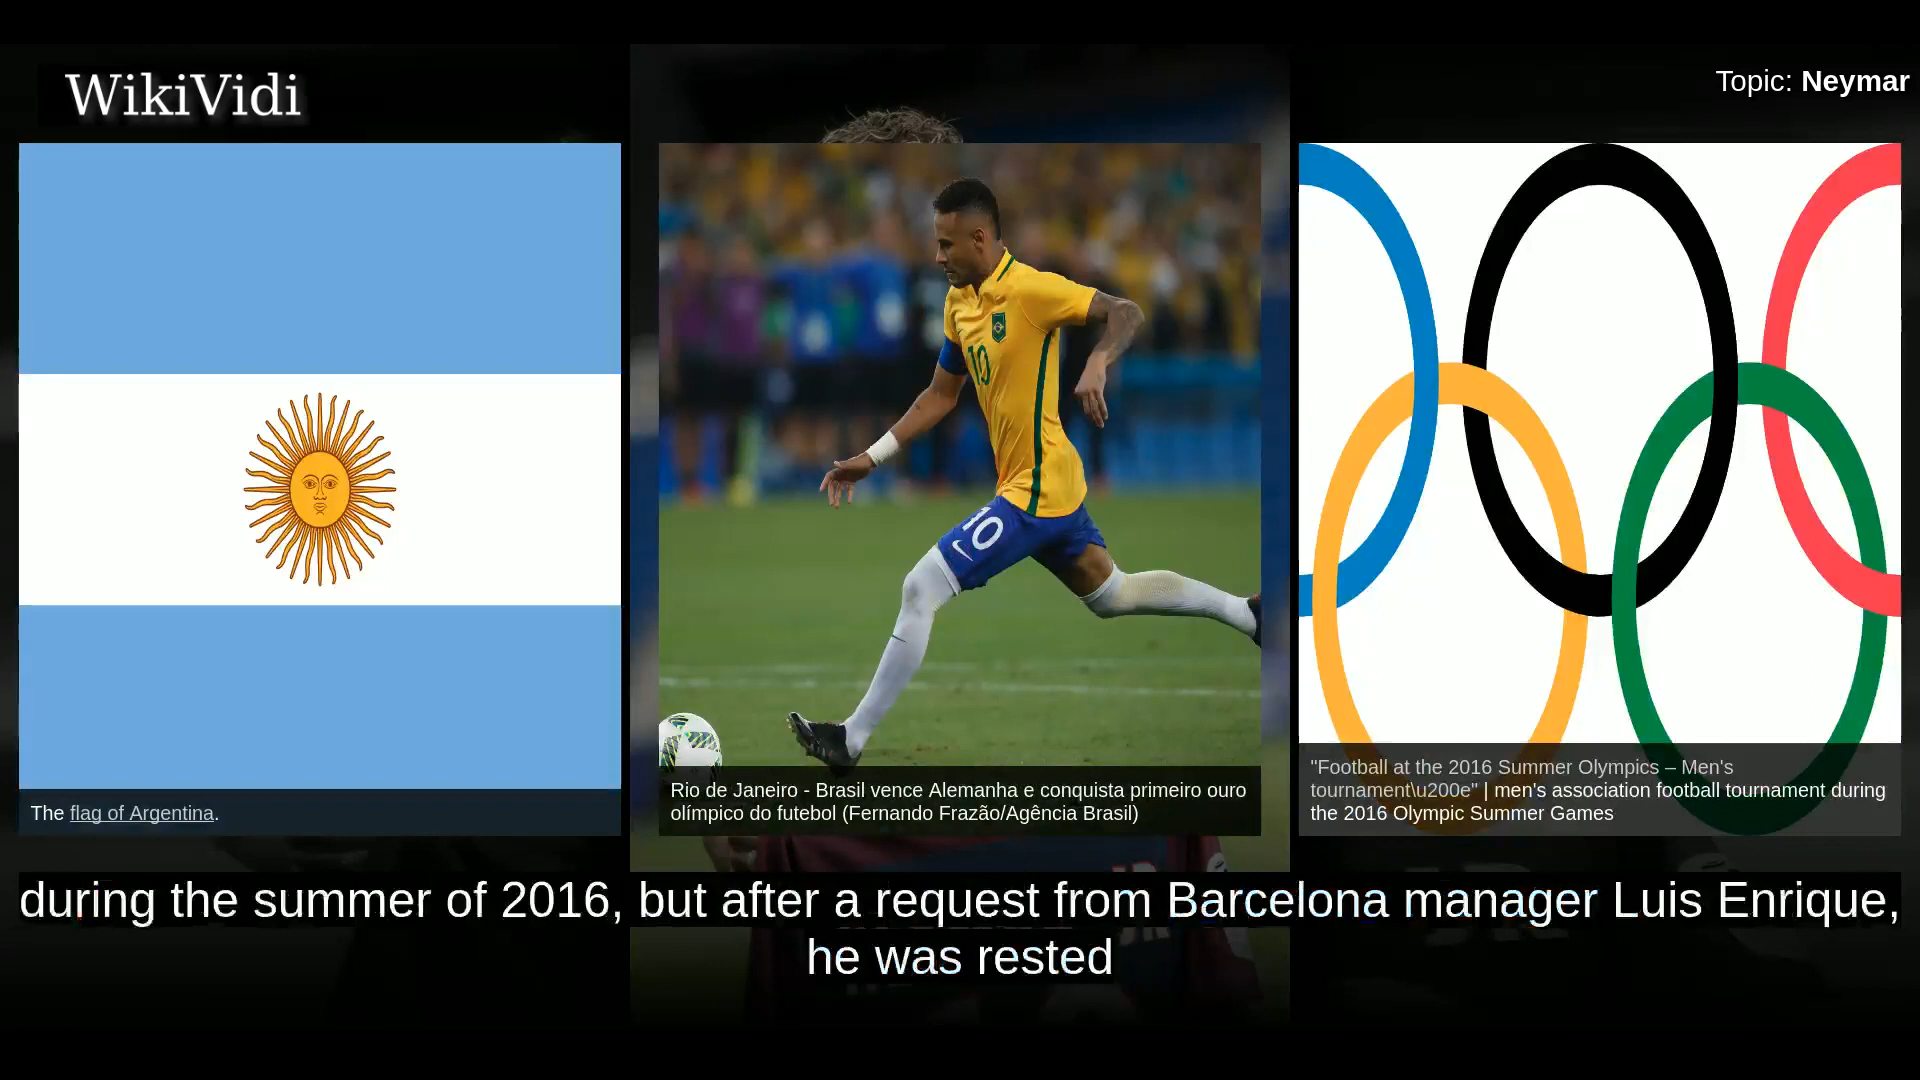 WikiVidi
Topic: Neymar
10
10
The flag of Argentina.
Rio de Janeiro - Brasil vence Alemanha e conquista primeiro ouro
olímpico do futebol (Fernando Frazão/Agência Brasil)
"Football at the 2016 Summer Olympics – Men's
tournament\u200e" | men's association football tournament during
the 2016 Olympic Summer Games
during the summer of 2016, but after a request from Barcelona manager Luis Enrique,
he was rested